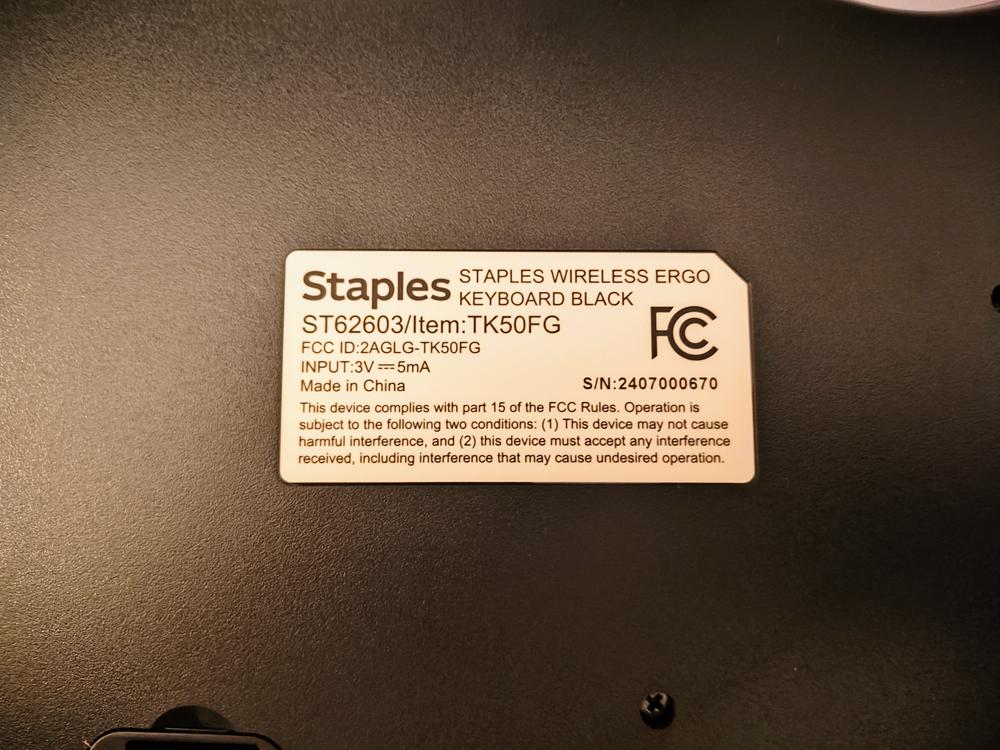 Staples STAPLES WIRELESS ERGO
KEYBOARD BLACK
ST62603/Item:TK50FG
FCC ID:2AGLG-TK50FG
INPUT:3V⎓5mA
FC
Made in China
S/N:2407000670
This device complies with part 15 of the FCC Rules. Operation is
subject to the following two conditions: (1) This device may not cause
harmful interference, and (2) this device must accept any interference
received, including interference that may cause undesired operation.